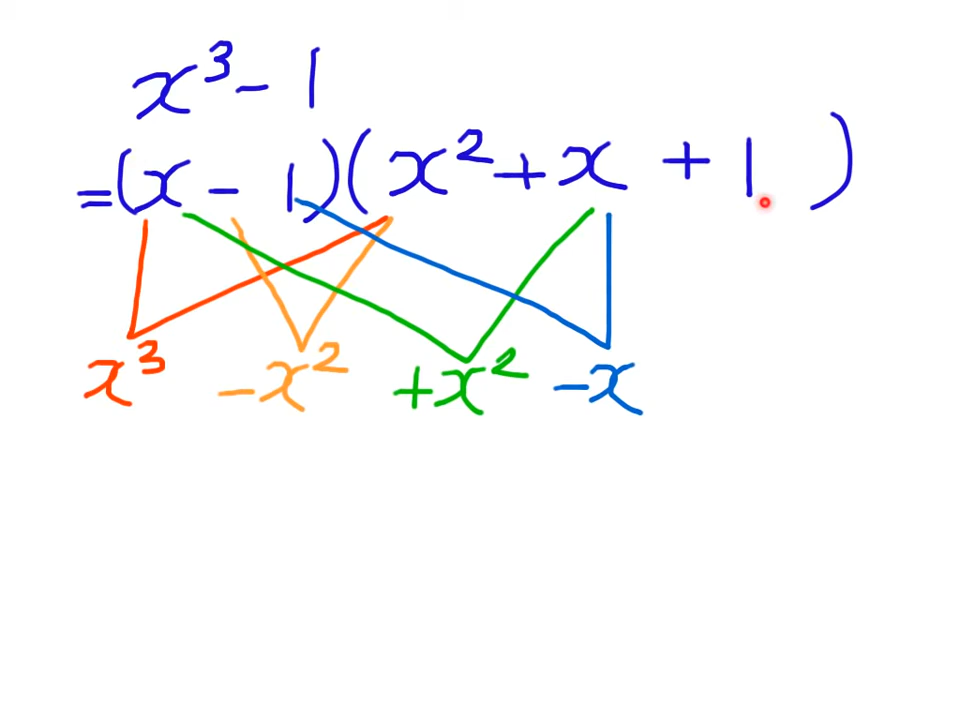 x³ - 1
= (x - 1)(x² + x + 1)
x³ -x² +x² -x